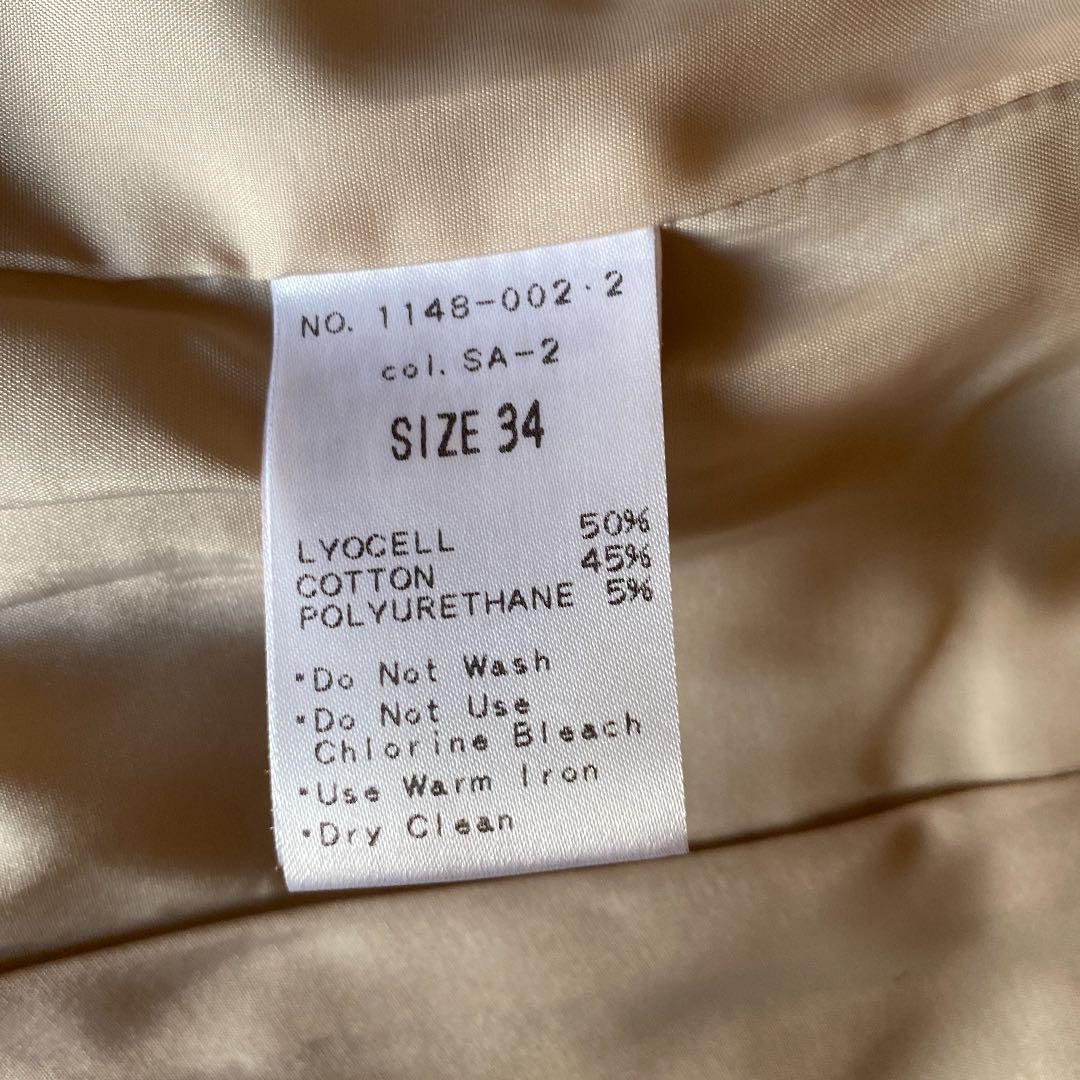 NO. 1148-002・2
col. SA-2
SIZE 34
LYOCELL 50%
COTTON 45%
POLYURETHANE 5%
・Do Not Wash
・Do Not Use
Chlorine Bleach
・Use Warm Iron
・Dry Clean